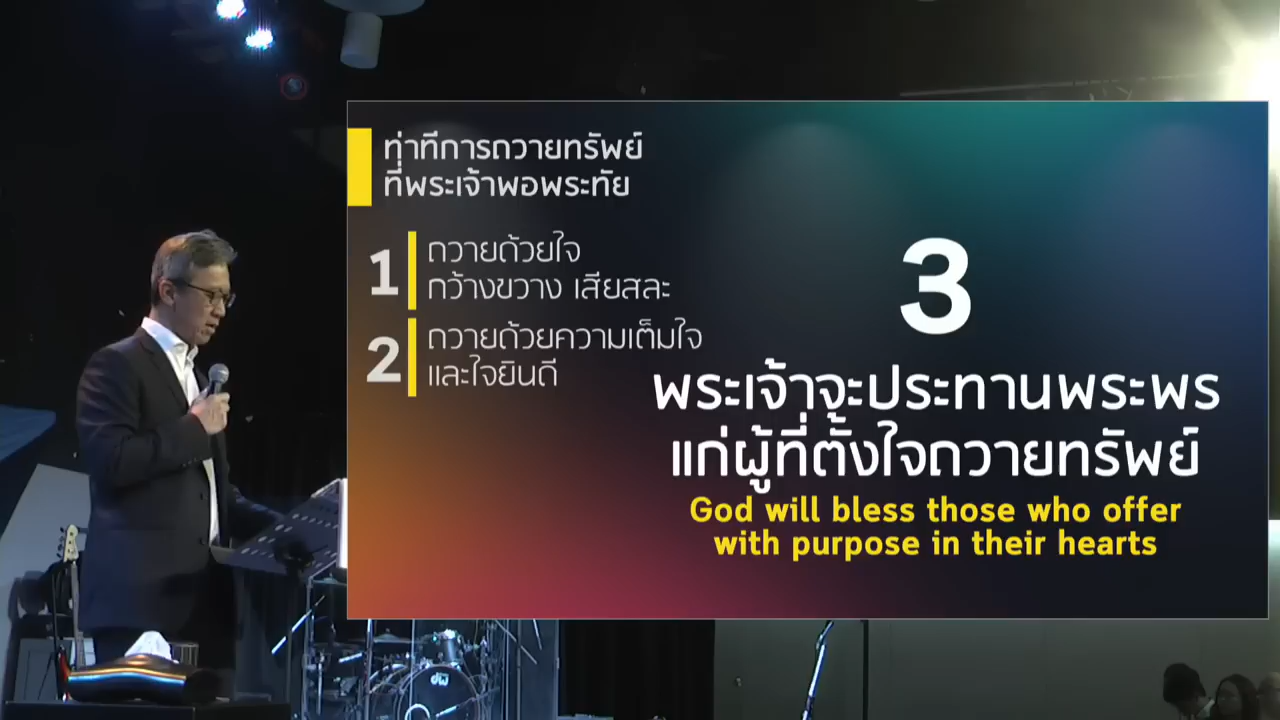 ท่าทีการถวายทรัพย์
ที่พระเจ้าพอพระทัย
1
ถวายด้วยใจ
กว้างขวาง เสียสละ
2
ถวายด้วยความเต็มใจ
และใจยินดี
3
พระเจ้าจะประทานพระพร
แก่ผู้ที่ตั้งใจถวายทรัพย์
God will bless those who offer
with purpose in their hearts
dw